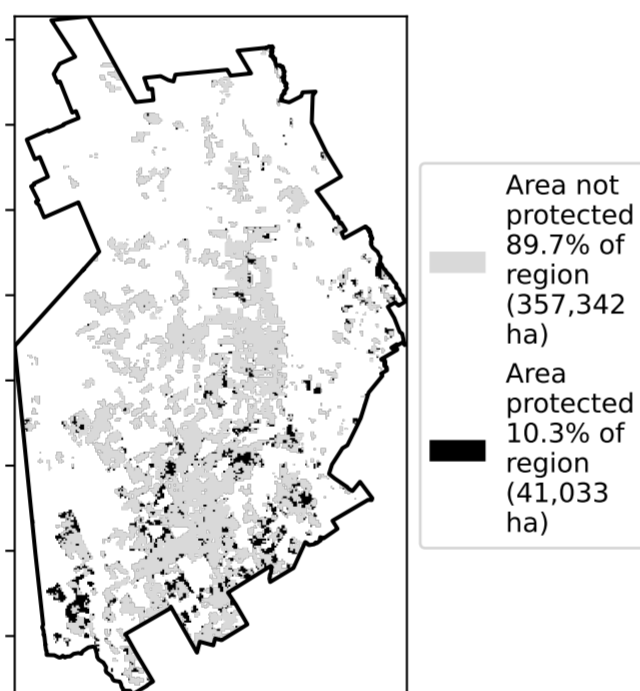 Area not
protected
89.7% of
region
(357,342
ha)
Area
protected
10.3% of
region
(41,033
ha)